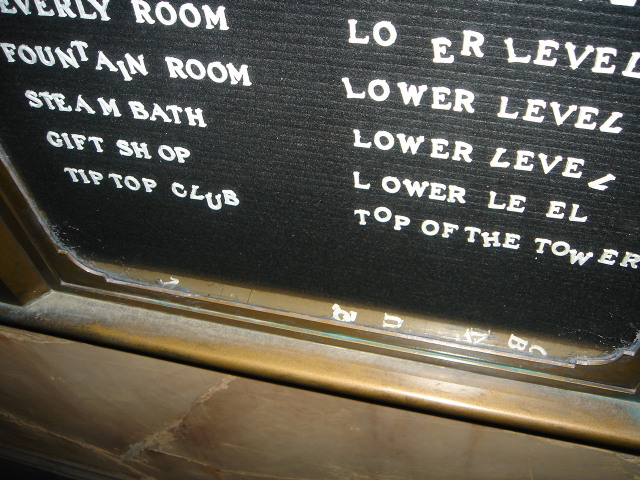 EVERLY ROOM LO ER LEVEL
FOUNTAIN ROOM LOWER LEVEL
STEAM BATH LOWER LEVEL
GIFT SH OP L OWER LE EL
TIP TOP CLUB TOP OF THE TOWER